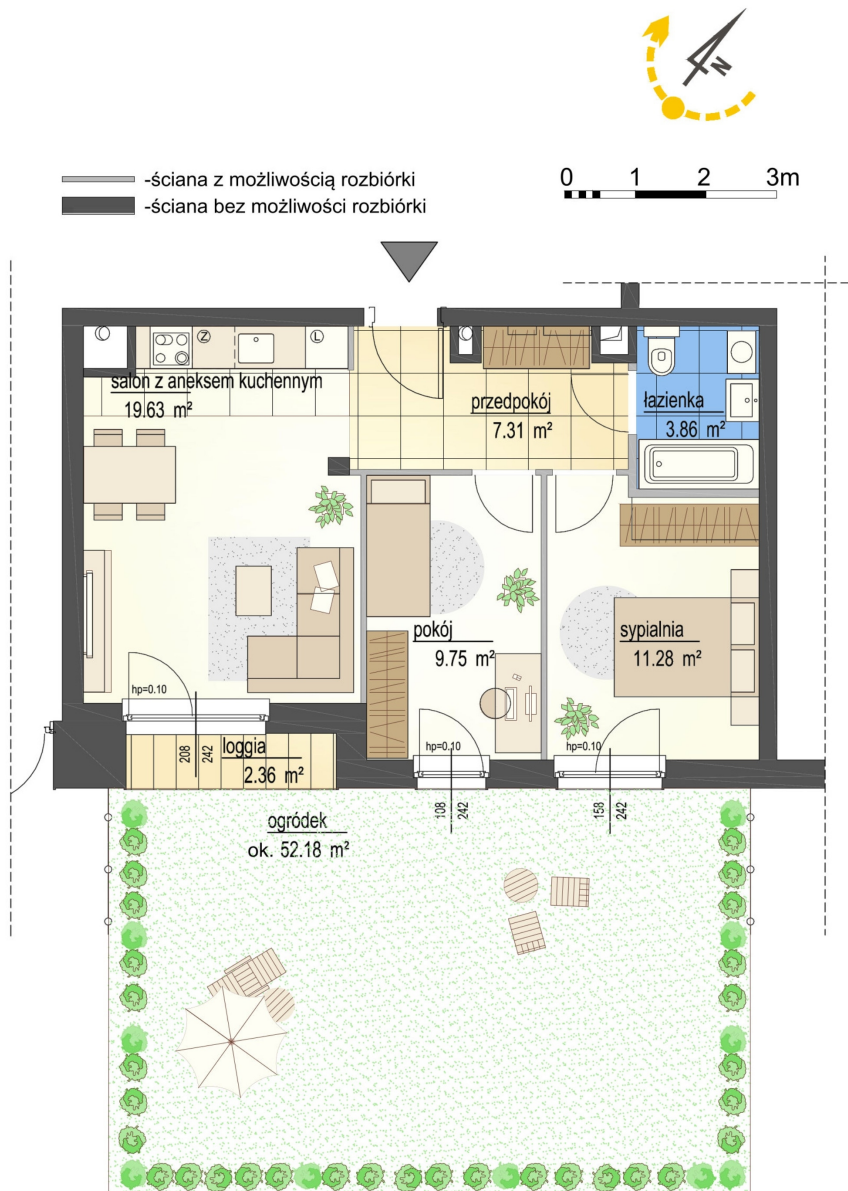 N
-ściana z możliwością rozbiórki
-ściana bez możliwości rozbiórki
0 1 2 3m
Z
L
salon z aneksem kuchennym
19.63 m²
przedpokój
7.31 m²
łazienka
3.86 m²
pokój
9.75 m²
sypialnia
11.28 m²
hp=0.10
hp=0.10
hp=0.10
loggia
2.36 m²
208
242
108
242
158
242
ogródek
ok. 52.18 m²